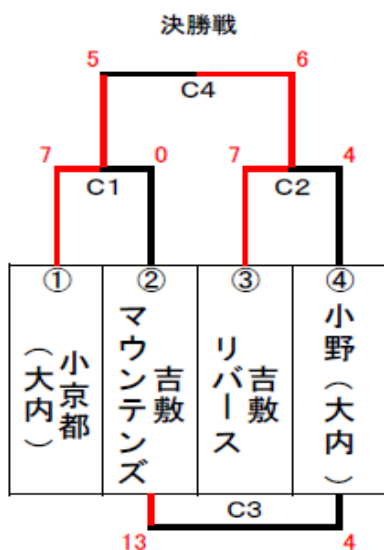 決勝戦
5 6
C4
7 0 7 4
C1 C2
① ② ③ ④
小京都
（大内）
吉敷
マウンテンズ
吉敷
リバース
小野（大内）
C3
13 4